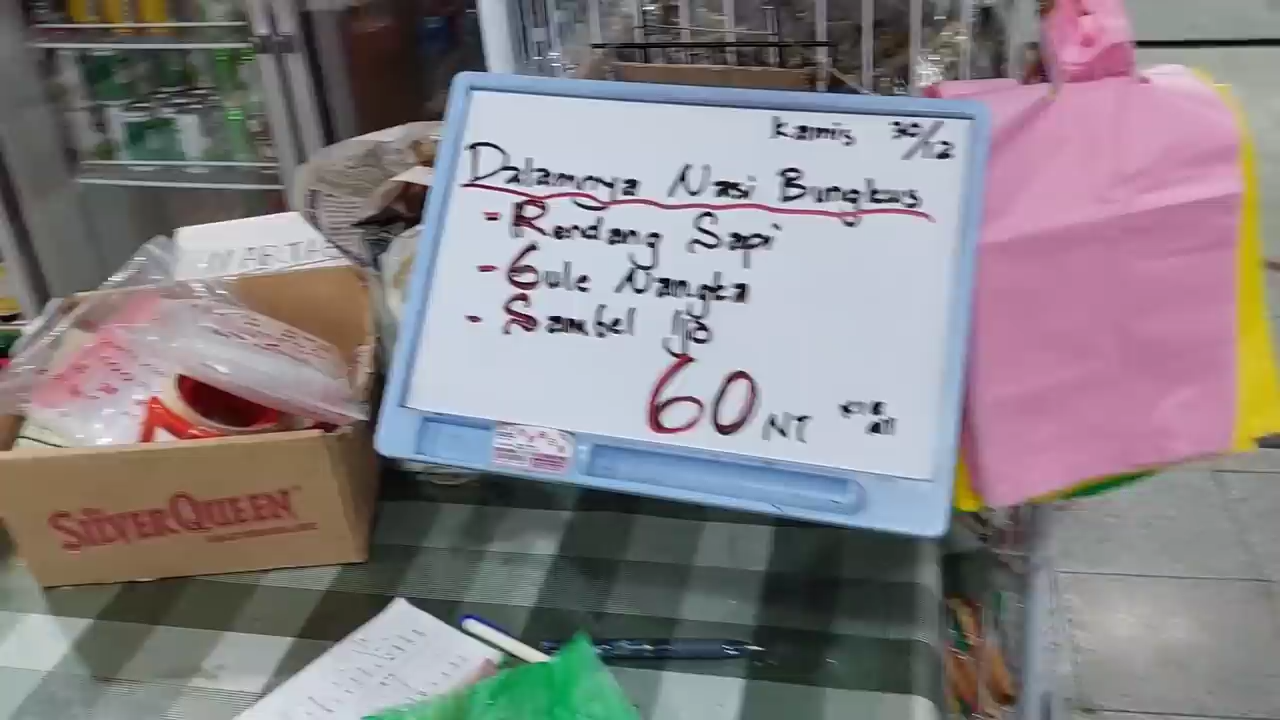 Kamis 30/12
Dalamnya Nasi Bungkus
- Rendang Sapi
- Gule Nangka
- Sambel Ijo
60 NT
SILVERQUEEN